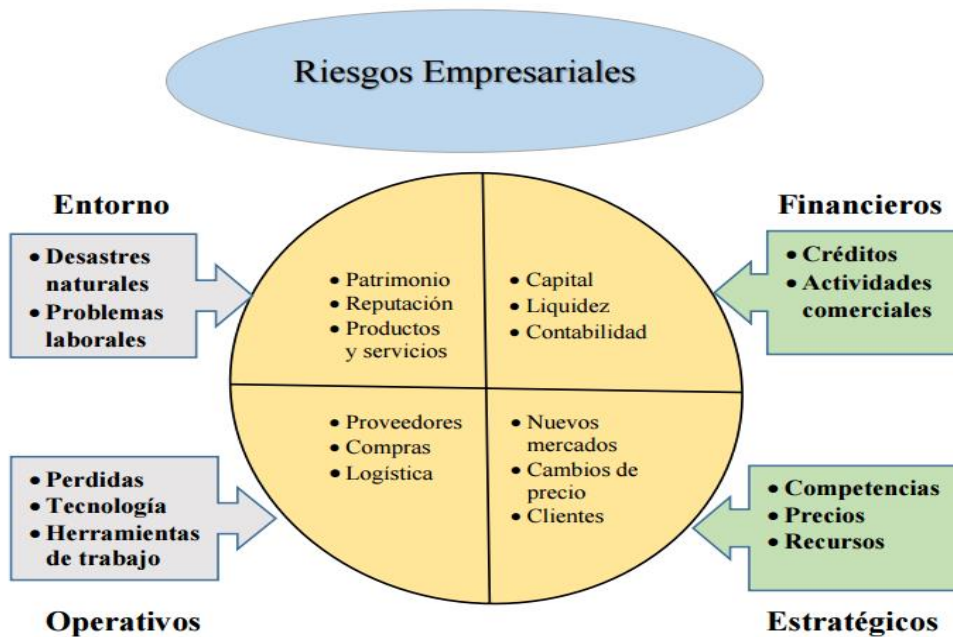 Riesgos Empresariales
Entorno
• Desastres
naturales
• Problemas
laborales
• Patrimonio
• Reputación
• Productos
y servicios
• Capital
• Liquidez
• Contabilidad
Financieros
• Créditos
• Actividades
comerciales
• Perdidas
• Tecnología
• Herramientas
de trabajo
Operativos
• Proveedores
• Compras
• Logística
• Nuevos
mercados
• Cambios de
precio
• Clientes
• Competencias
• Precios
• Recursos
Estratégicos